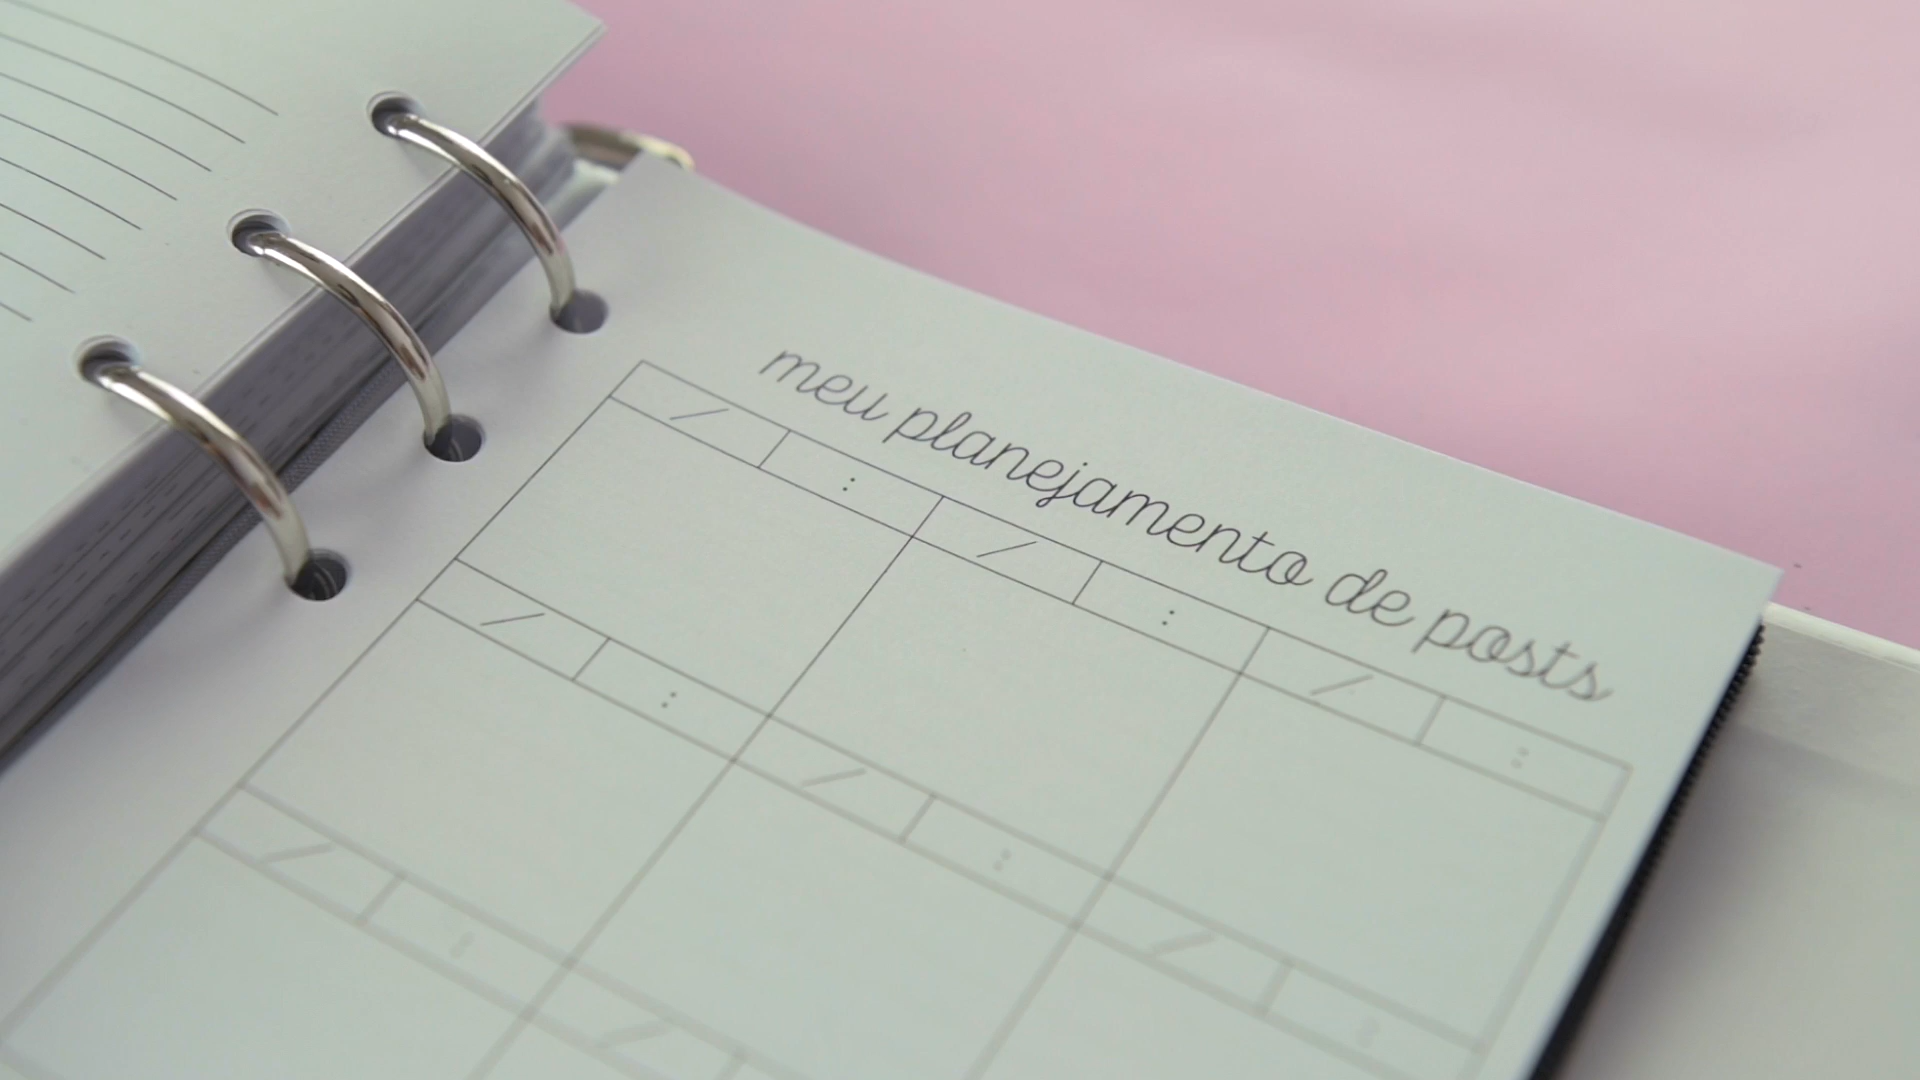 meu planejamento de posts
/ : / : / :
/ : / : / :
/ : /